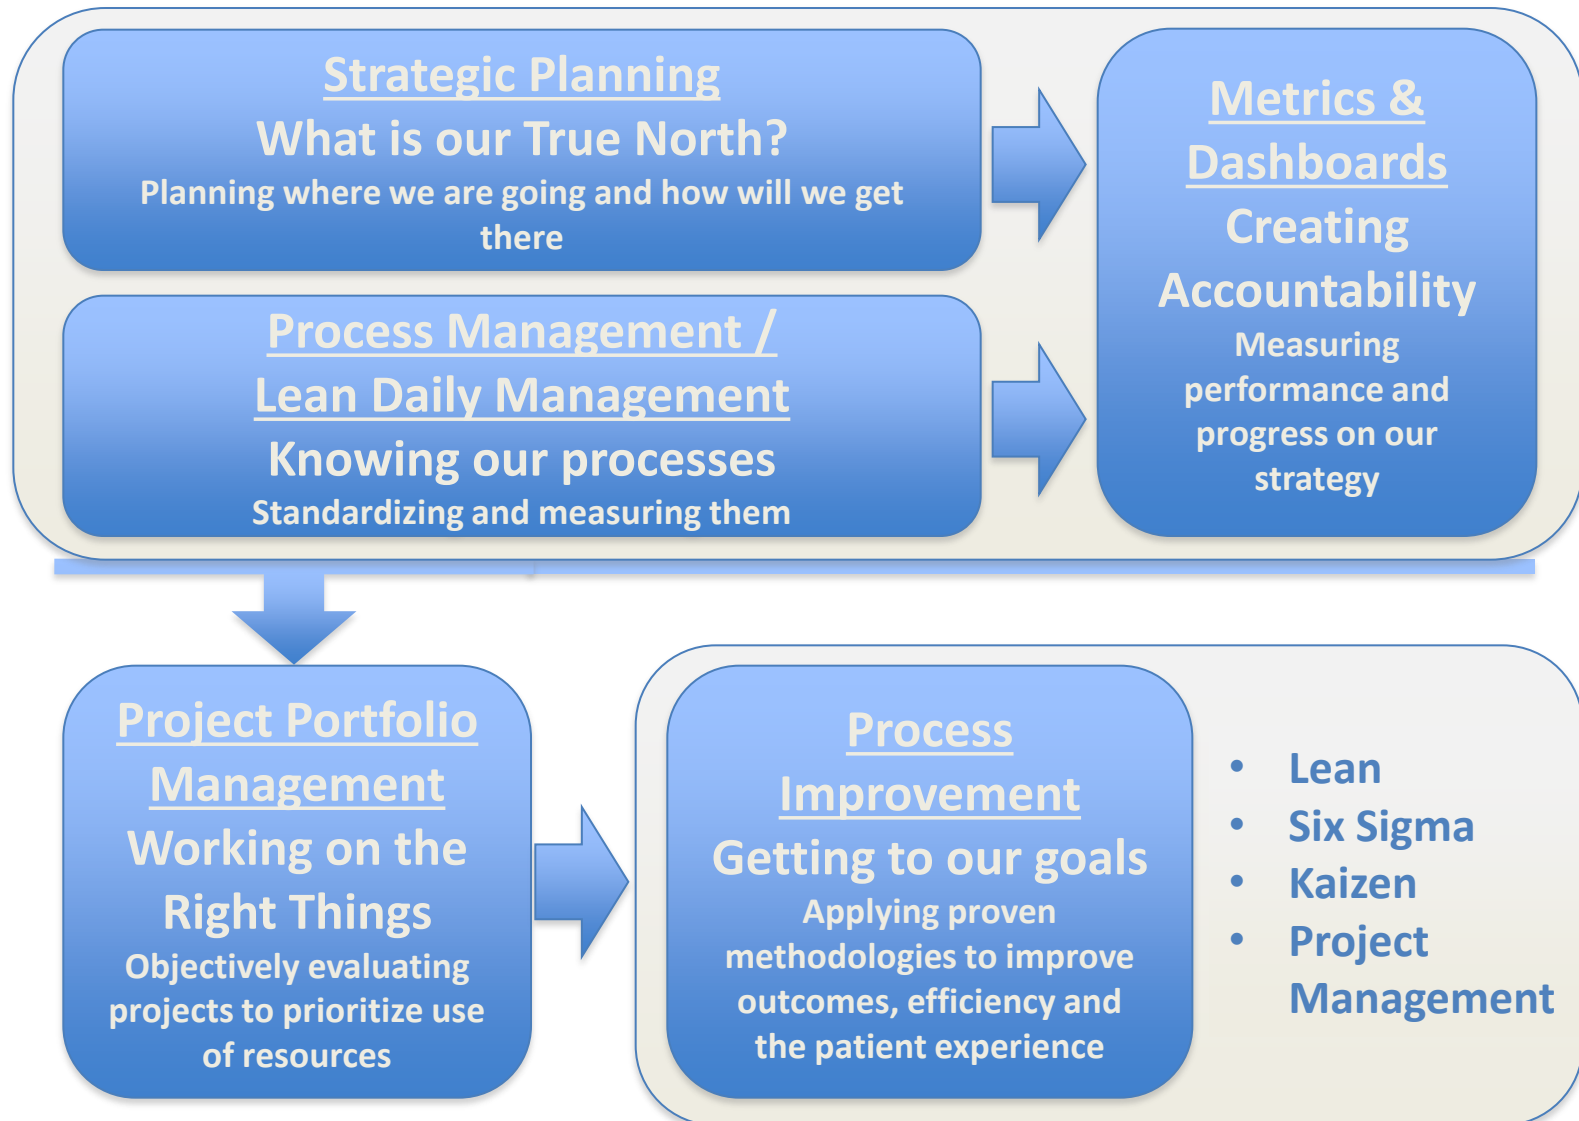 Strategic Planning
What is our True North?
Planning where we are going and how will we get
there
Process Management /
Lean Daily Management
Knowing our processes
Standardizing and measuring them
Metrics &
Dashboards
Creating
Accountability
Measuring
performance and
progress on our
strategy
Project Portfolio
Management
Working on the
Right Things
Objectively evaluating
projects to prioritize use
of resources
Process
Improvement
Getting to our goals
Applying proven
methodologies to improve
outcomes, efficiency and
the patient experience
• Lean
• Six Sigma
• Kaizen
• Project
Management